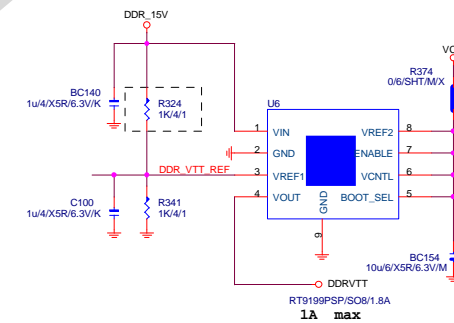 DDR_15V
VC
R374
0/6/SHT/M/X
BC140
1u/4/X5R/6.3V/K
R324
1K/4/1
U6
1 VIN VREF2 8
2 GND ENABLE 7
DDR_VTT_REF 3 VREF1 VCNTL 6
4 VOUT BOOT_SEL 5
GND
9
C100
1u/4/X5R/6.3V/K
R341
1K/4/1
BC154
10u/6/X5R/6.3V/M
DDRVTT
RT9199PSP/SO8/1.8A
1A max